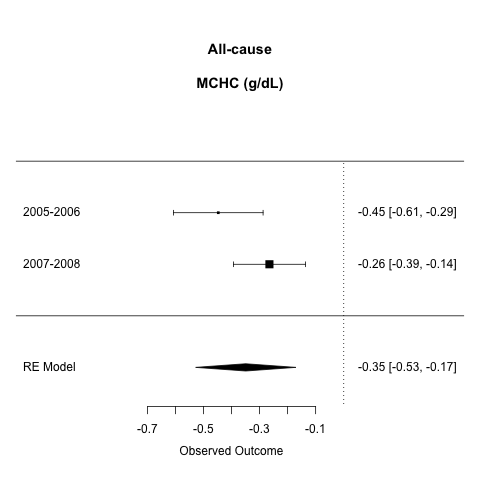 All-cause
MCHC (g/dL)
2005-2006 -0.45 [-0.61, -0.29]
2007-2008 -0.26 [-0.39, -0.14]
RE Model -0.35 [-0.53, -0.17]
-0.7 -0.5 -0.3 -0.1
Observed Outcome